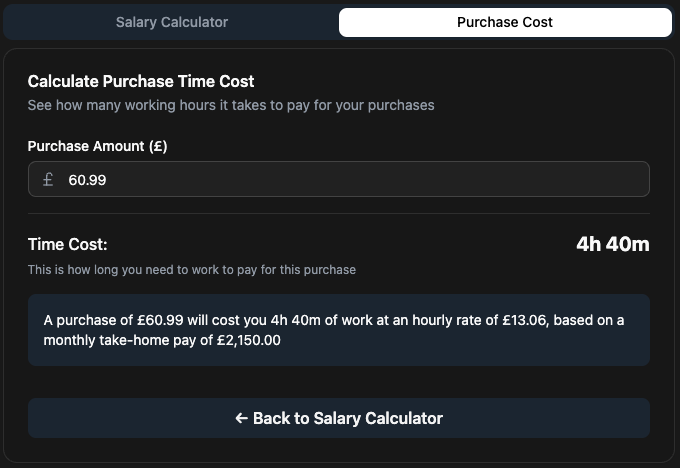 Salary Calculator
Purchase Cost
Calculate Purchase Time Cost
See how many working hours it takes to pay for your purchases
Purchase Amount (£)
£ 60.99
Time Cost:
4h 40m
This is how long you need to work to pay for this purchase
A purchase of £60.99 will cost you 4h 40m of work at an hourly rate of £13.06, based on a
monthly take-home pay of £2,150.00
← Back to Salary Calculator